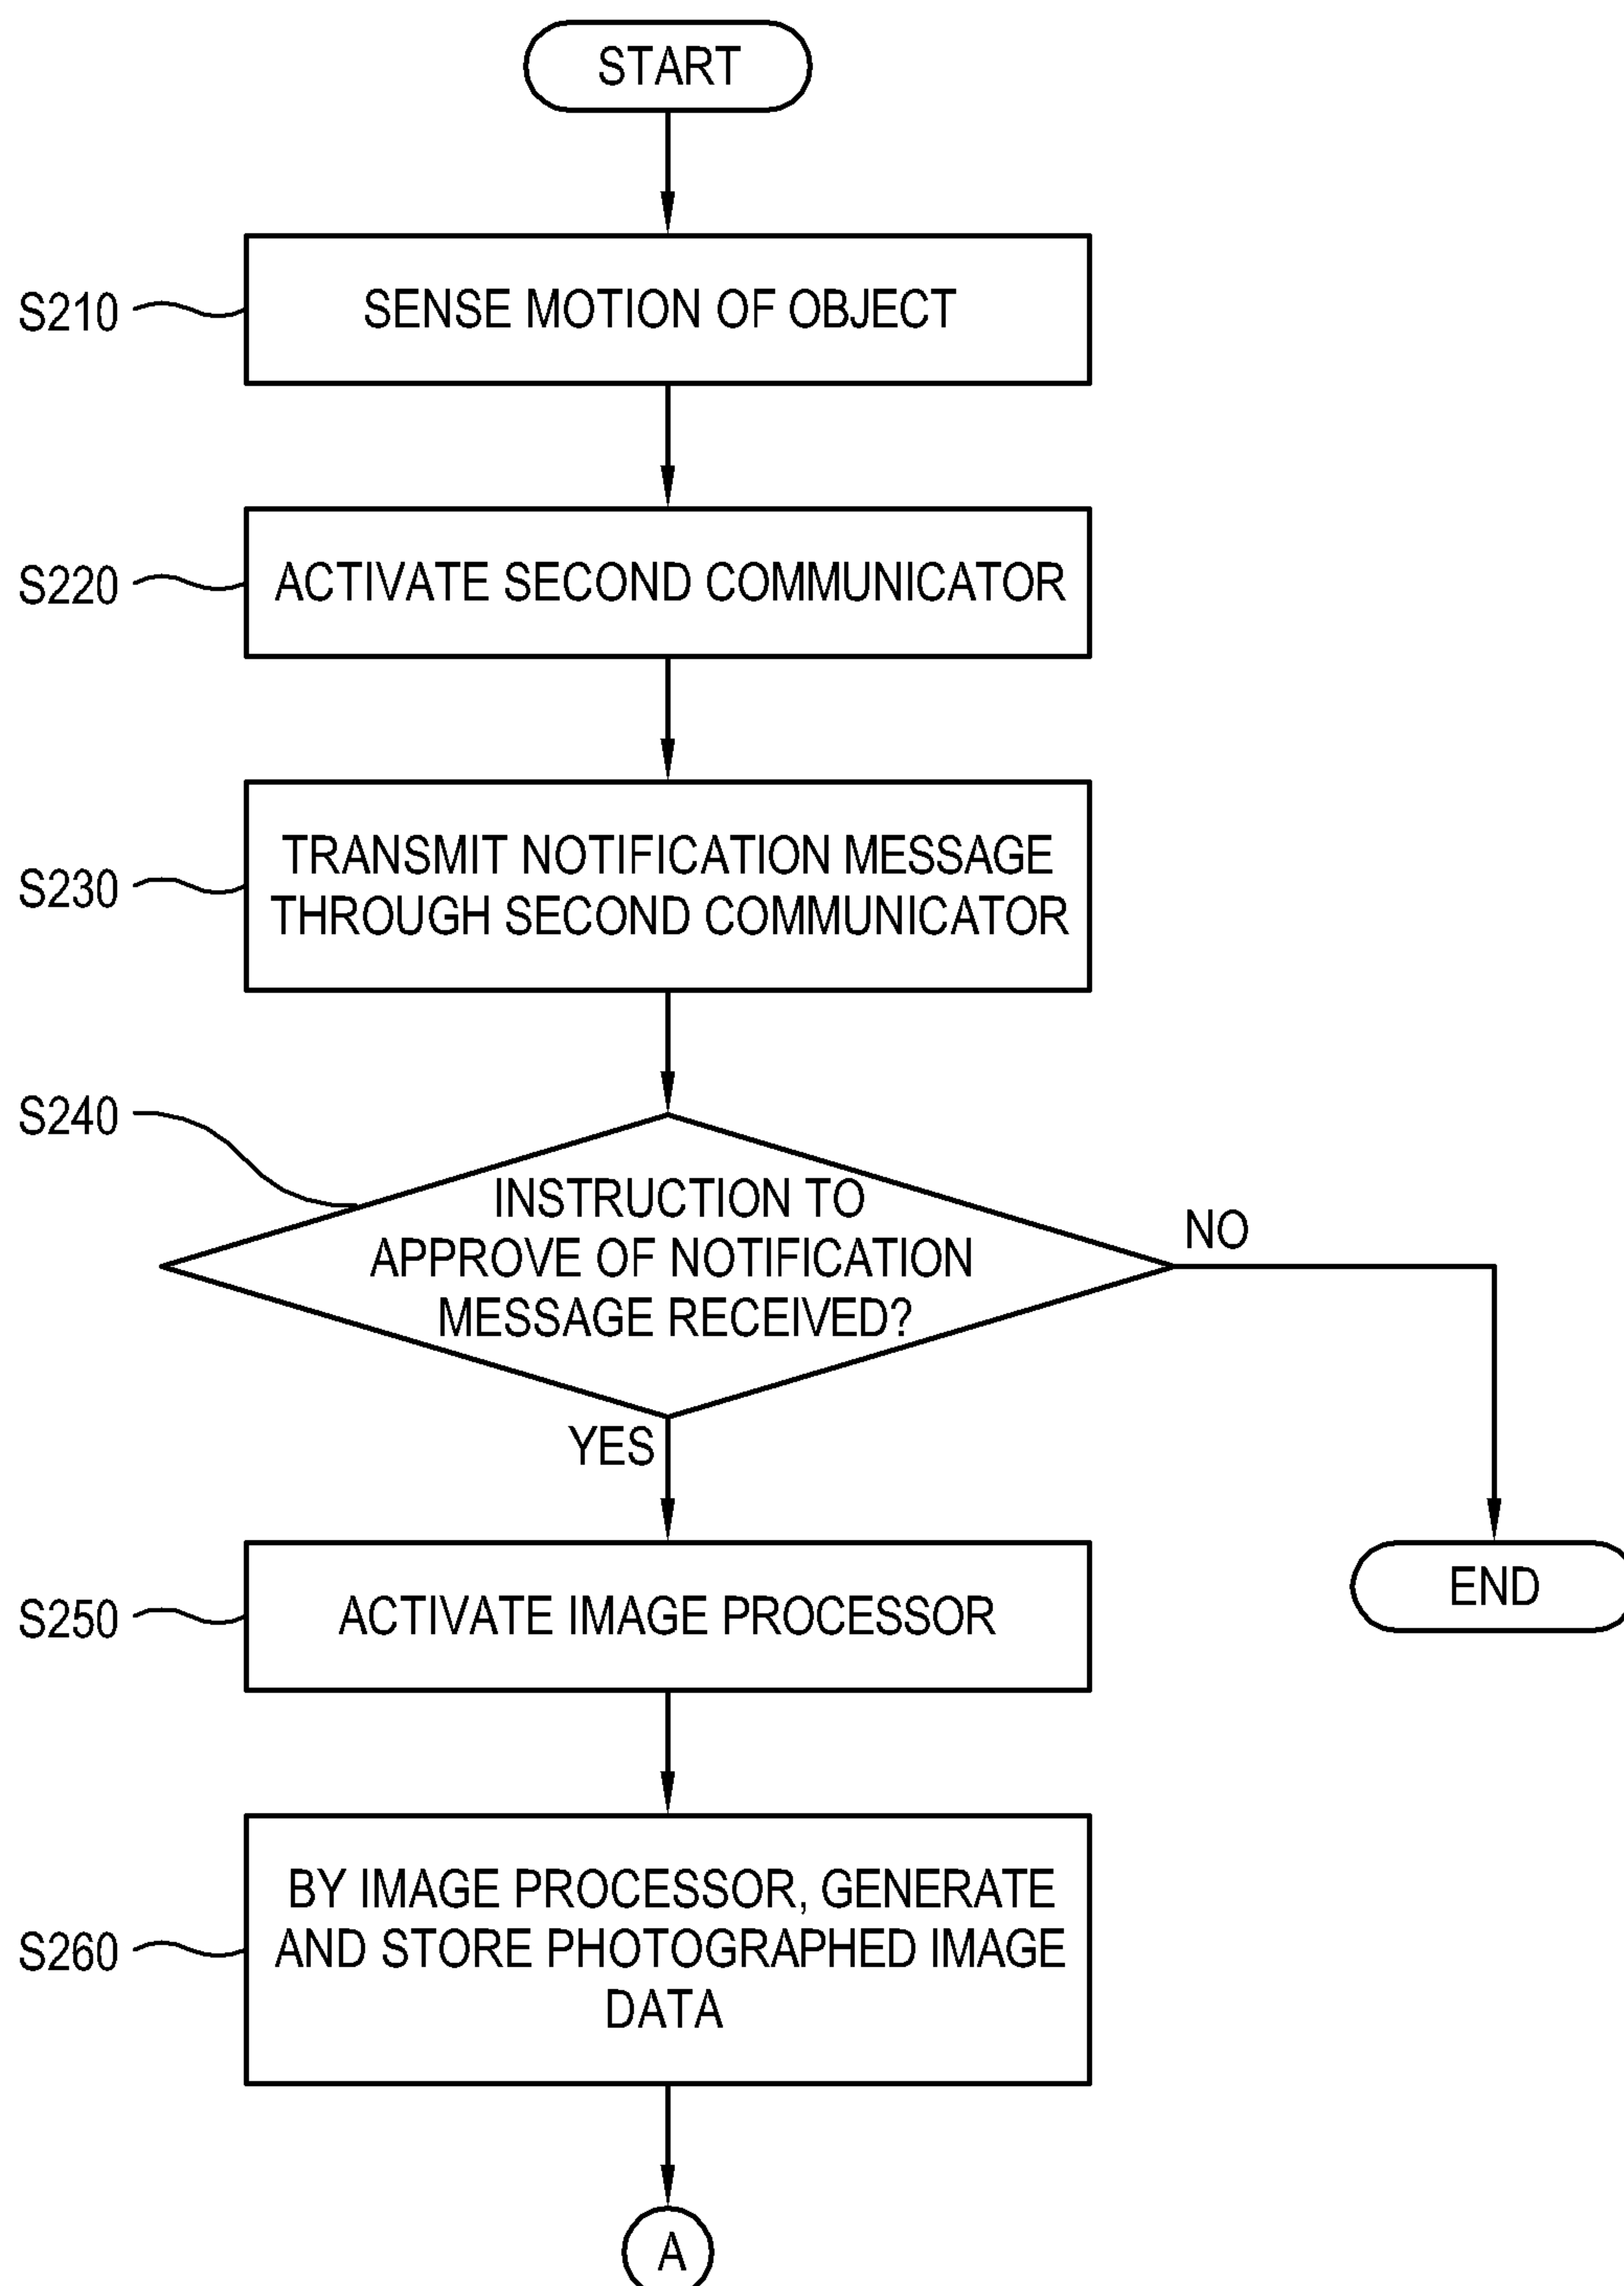 START
S210
SENSE MOTION OF OBJECT
S220
ACTIVATE SECOND COMMUNICATOR
S230
TRANSMIT NOTIFICATION MESSAGE
THROUGH SECOND COMMUNICATOR
S240
INSTRUCTION TO
APPROVE OF NOTIFICATION
MESSAGE RECEIVED?
NO
YES
S250
ACTIVATE IMAGE PROCESSOR
END
S260
BY IMAGE PROCESSOR, GENERATE
AND STORE PHOTOGRAPHED IMAGE
DATA
A